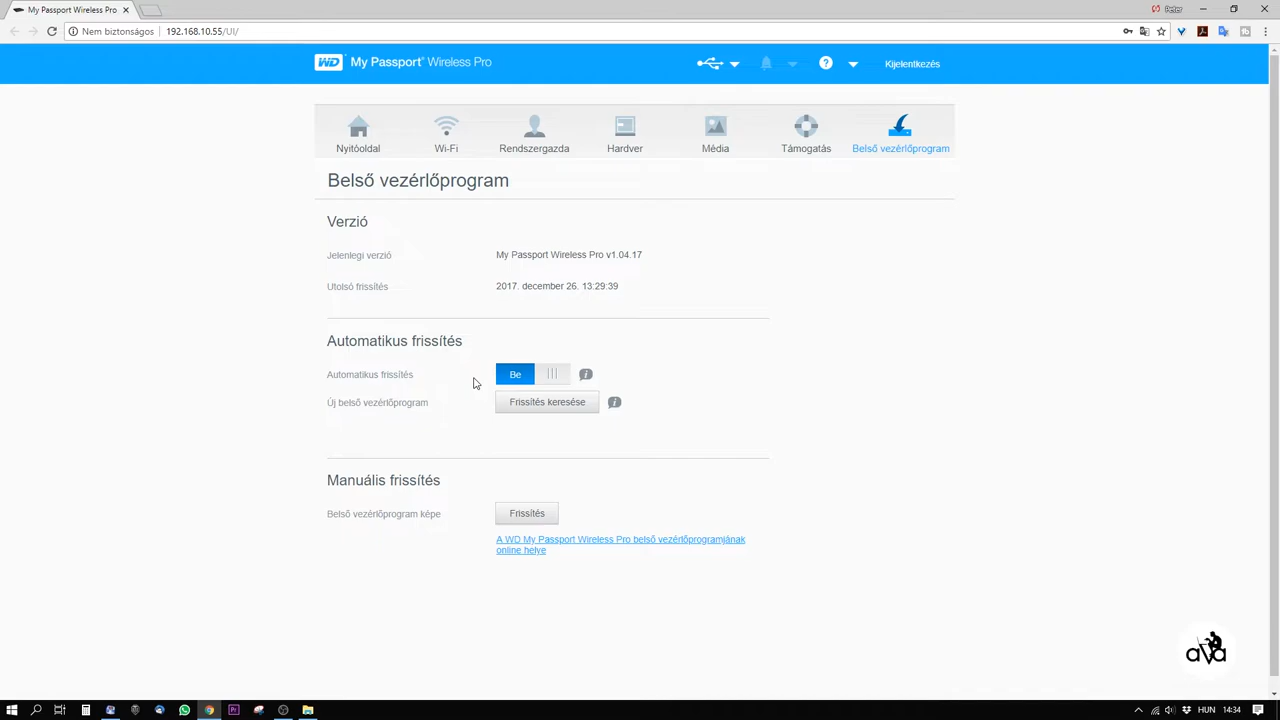 My Passport Wireless Pro
Peter
Nem biztonságos
192.168.10.55/UI/
WD My Passport® Wireless Pro
Kijelentkezés
Nyitóoldal
Wi-Fi
Rendszergazda
Hardver
Média
Támogatás
Belső vezérlőprogram
Belső vezérlőprogram
Verzió
Jelenlegi verzió
My Passport Wireless Pro v1.04.17
Utolsó frissítés
2017. december 26. 13:29:39
Automatikus frissítés
Automatikus frissítés
Be
Új belső vezérlőprogram
Frissítés keresése
Manuális frissítés
Belső vezérlőprogram képe
Frissítés
A WD My Passport Wireless Pro belső vezérlőprogramjának
online helye
ava
HUN
14:34